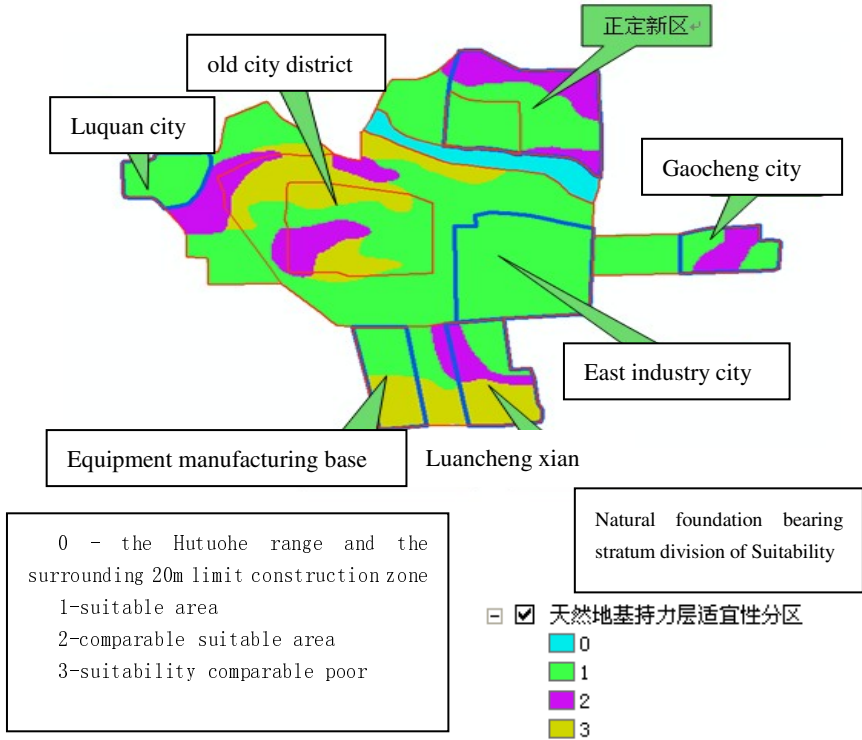 正定新区
old city district
Luquan city
Gaocheng city
East industry city
Equipment manufacturing base
Luancheng xian
Natural foundation bearing
stratum division of Suitability
0 - the Hutuohe range and the
surrounding 20m limit construction zone
1-suitable area
2-comparable suitable area
3-suitability comparable poor
天然地基持力层适宜性分区
0
1
2
3